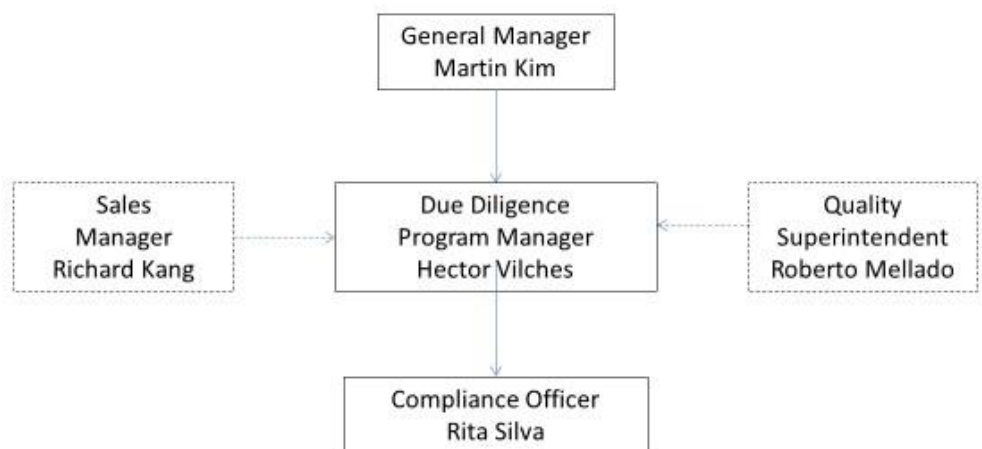 General Manager
Martin Kim
Sales
Manager
Richard Kang
Due Diligence
Program Manager
Hector Vilches
Quality
Superintendent
Roberto Mellado
Compliance Officer
Rita Silva